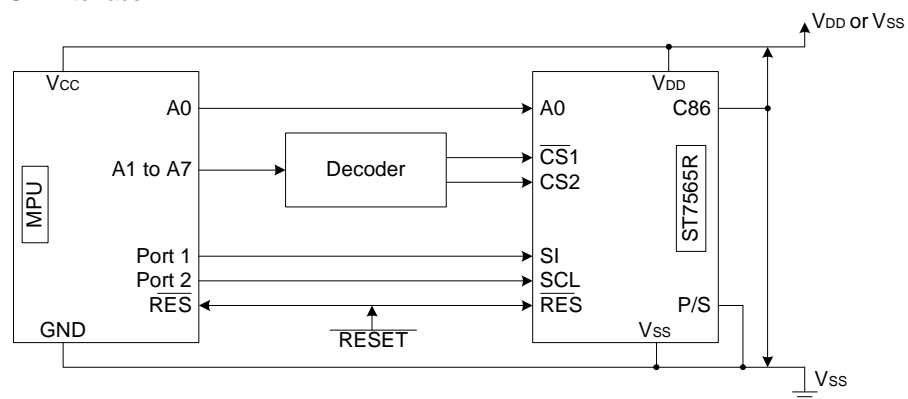 VDD or VSS
VCC
VDD
A0
A0
C86
A1 to A7
Decoder
CS1
CS2
MPU
ST7565R
Port 1
SI
Port 2
SCL
RES
RES
P/S
RESET
GND
VSS
VSS